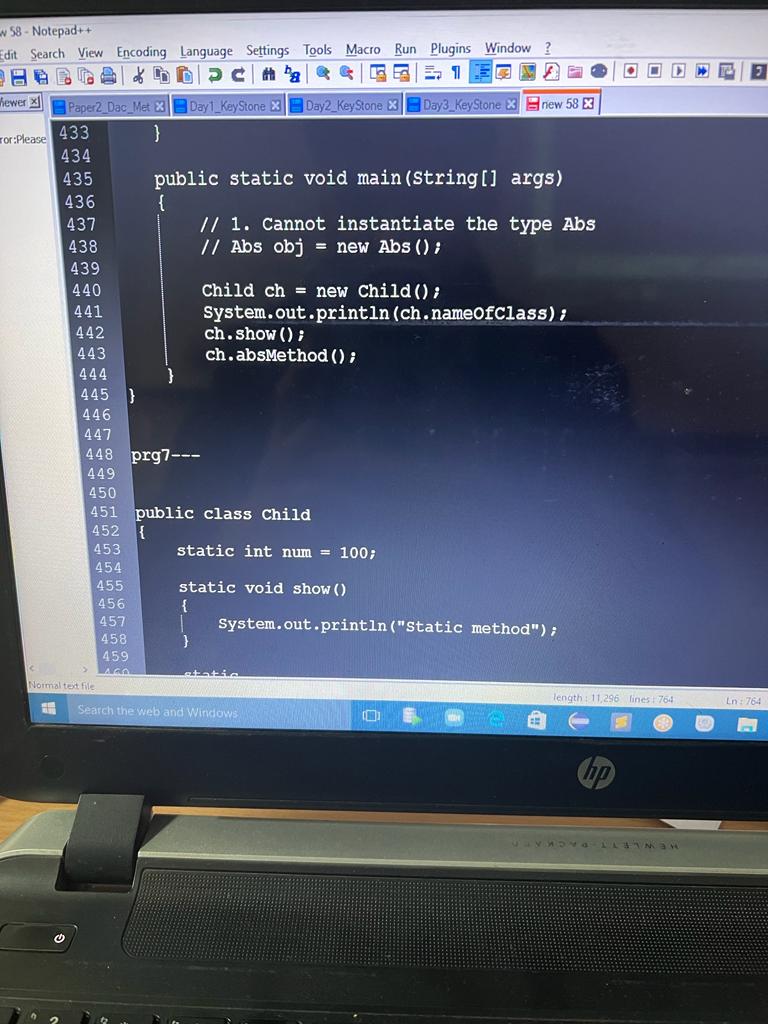 w 58 - Notepad++
Edit Search View Encoding Language Settings Tools Macro Run Plugins Window ?
iewer Paper2_Dac_Met Day1_KeyStone Day2_KeyStone Day3_KeyStone new 58
ror:Please
433 }
434
435 public static void main(String[] args)
436 {
437 // 1. Cannot instantiate the type Abs
438 // Abs obj = new Abs();
439
440 Child ch = new Child();
441 System.out.println(ch.nameOfClass);
442 ch.show();
443 ch.absMethod();
444 }
445 }
446
447
448 prg7---
449
450
451 public class Child
452 {
453 static int num = 100;
454
455 static void show()
456 {
457 System.out.println("Static method");
458 }
459
460 static
Normal text file length : 11,296 lines : 764 Ln : 764
Search the web and Windows
hp
HEWLETT-PACKARD
2